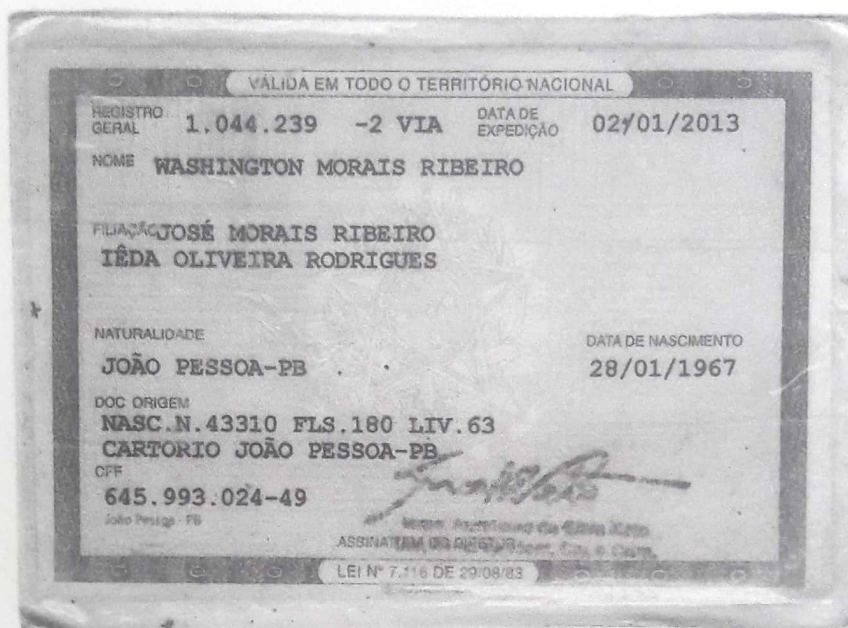 VÁLIDA EM TODO O TERRITÓRIO NACIONAL
REGISTRO GERAL 1.044.239 -2 VIA DATA DE EXPEDIÇÃO 02/01/2013
NOME WASHINGTON MORAIS RIBEIRO
FILIAÇÃO JOSÉ MORAIS RIBEIRO
IÊDA OLIVEIRA RODRIGUES
NATURALIDADE DATA DE NASCIMENTO
JOÃO PESSOA-PB 28/01/1967
DOC ORIGEM
NASC.N.43310 FLS.180 LIV.63
CARTORIO JOÃO PESSOA-PB
CPF
645.993.024-49
João Pessoa - PB
ASSINATURA DO DIRETOR
LEI Nº 7.116 DE 29/08/83